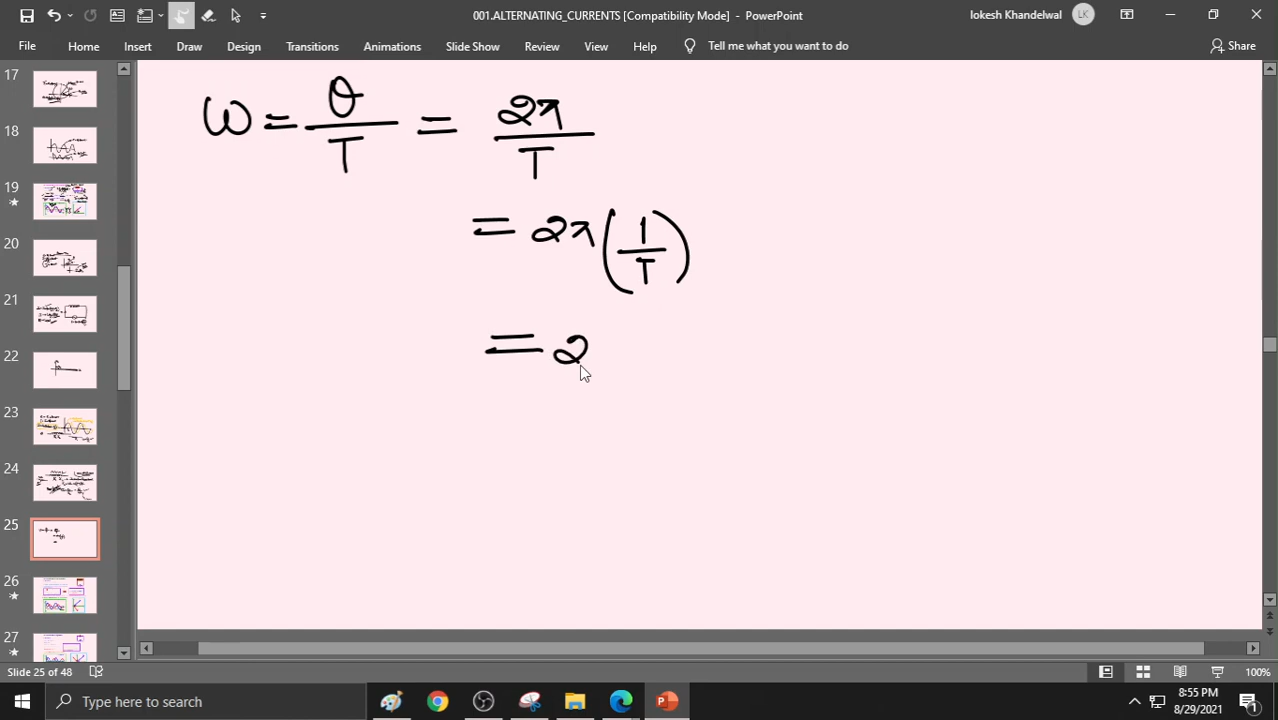 001.ALTERNATING_CURRENTS [Compatibility Mode] - PowerPoint
lokesh Khandelwal
LK
File Home Insert Draw Design Transitions Animations Slide Show Review View Help Tell me what you want to do Share
17
18
19
20
21
22
23
24
25
26
27
ω = θ/T = 2π/T
= 2π(1/T)
= 2
Slide 25 of 48
100%
Type here to search
8:55 PM
8/29/2021
1